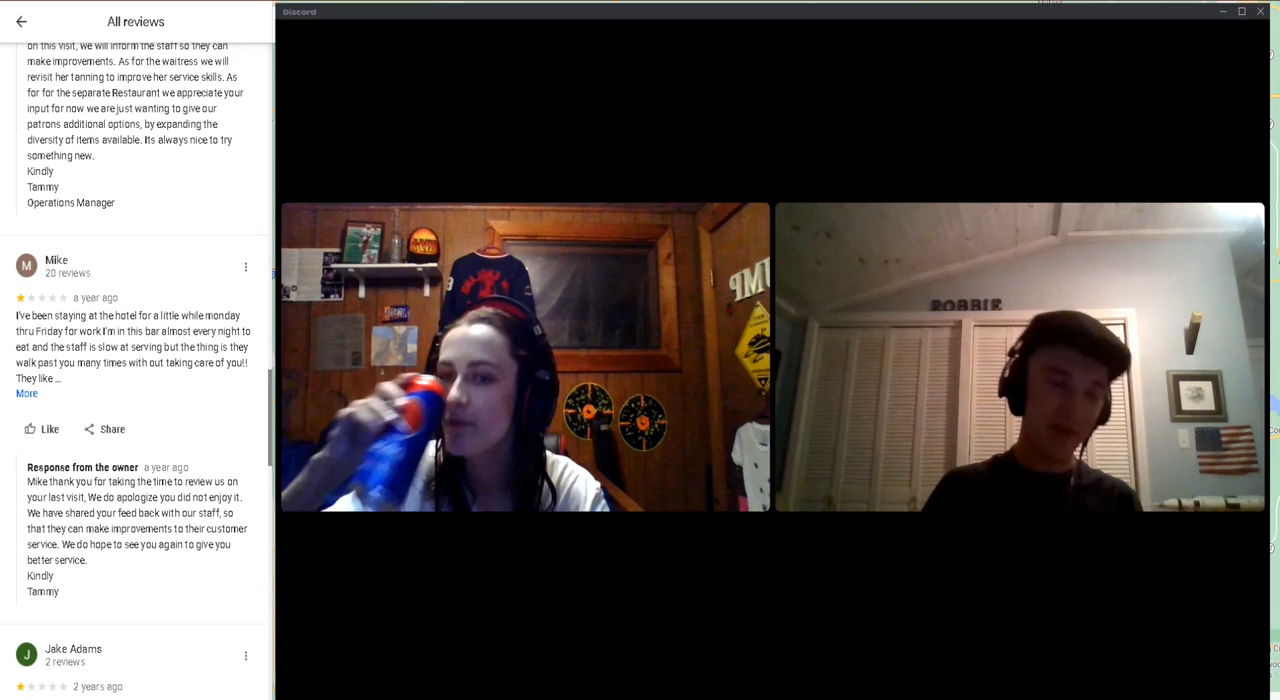 All reviews
on this visit, we will inform the staff so they can
make improvements. As for the waitress we will
revisit her tanning to improve her service skills. As
for for the separate Restaurant we appreciate your
input for now we are just wanting to give our
patrons additional options, by expanding the
diversity of items available. Its always nice to try
something new.
Kindly
Tammy
Operations Manager
M
Mike
20 reviews
a year ago
I've been staying at the hotel for a little while monday
thru Friday for work I'm in this bar almost every night to
eat and the staff is slow at serving but the thing is they
walk past you many times with out taking care of you!!
They like ...
More
Like
Share
Response from the owner a year ago
Mike thank you for taking the time to review us on
your last visit, We do apologize you did not enjoy it.
We have shared your feed back with our staff, so
that they can make improvements to their customer
service. We do hope to see you again to give you
better service.
Kindly
Tammy
J
Jake Adams
2 reviews
2 years ago
Discord
ROBBIE